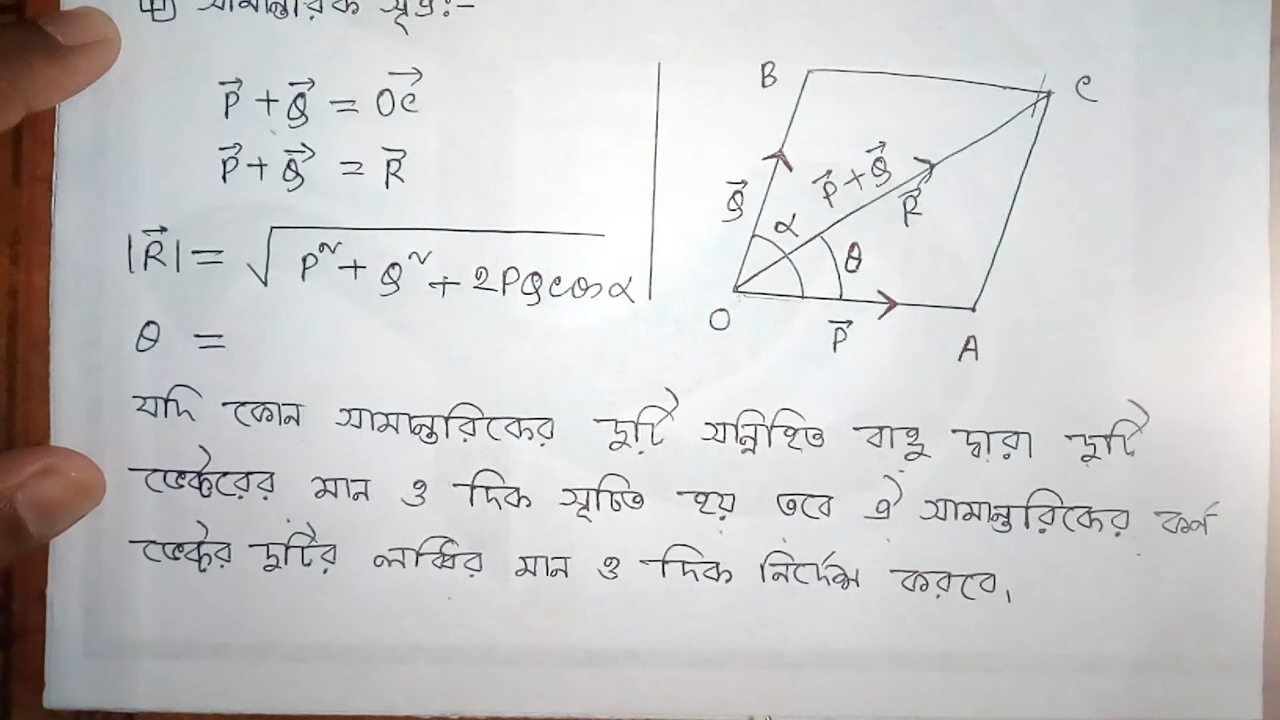 সামান্তরিক সূত্র:-
P⃗ + Q⃗ = OC⃗
P⃗ + Q⃗ = R⃗
|R⃗| = √P² + Q² + 2PQcosα
θ =
B
C
Q⃗
α
P⃗ + Q⃗
R⃗
θ
O
P⃗
A
যদি কোন সামান্তরিকের দুটি সন্নিহিত বাহু দ্বারা দুটি
ভেক্টরের মান ও দিক সূচিত হয় তবে ঐ সামান্তরিকের কর্ণ
ভেক্টর দুটির লব্ধির মান ও দিক নির্দেশ করবে।